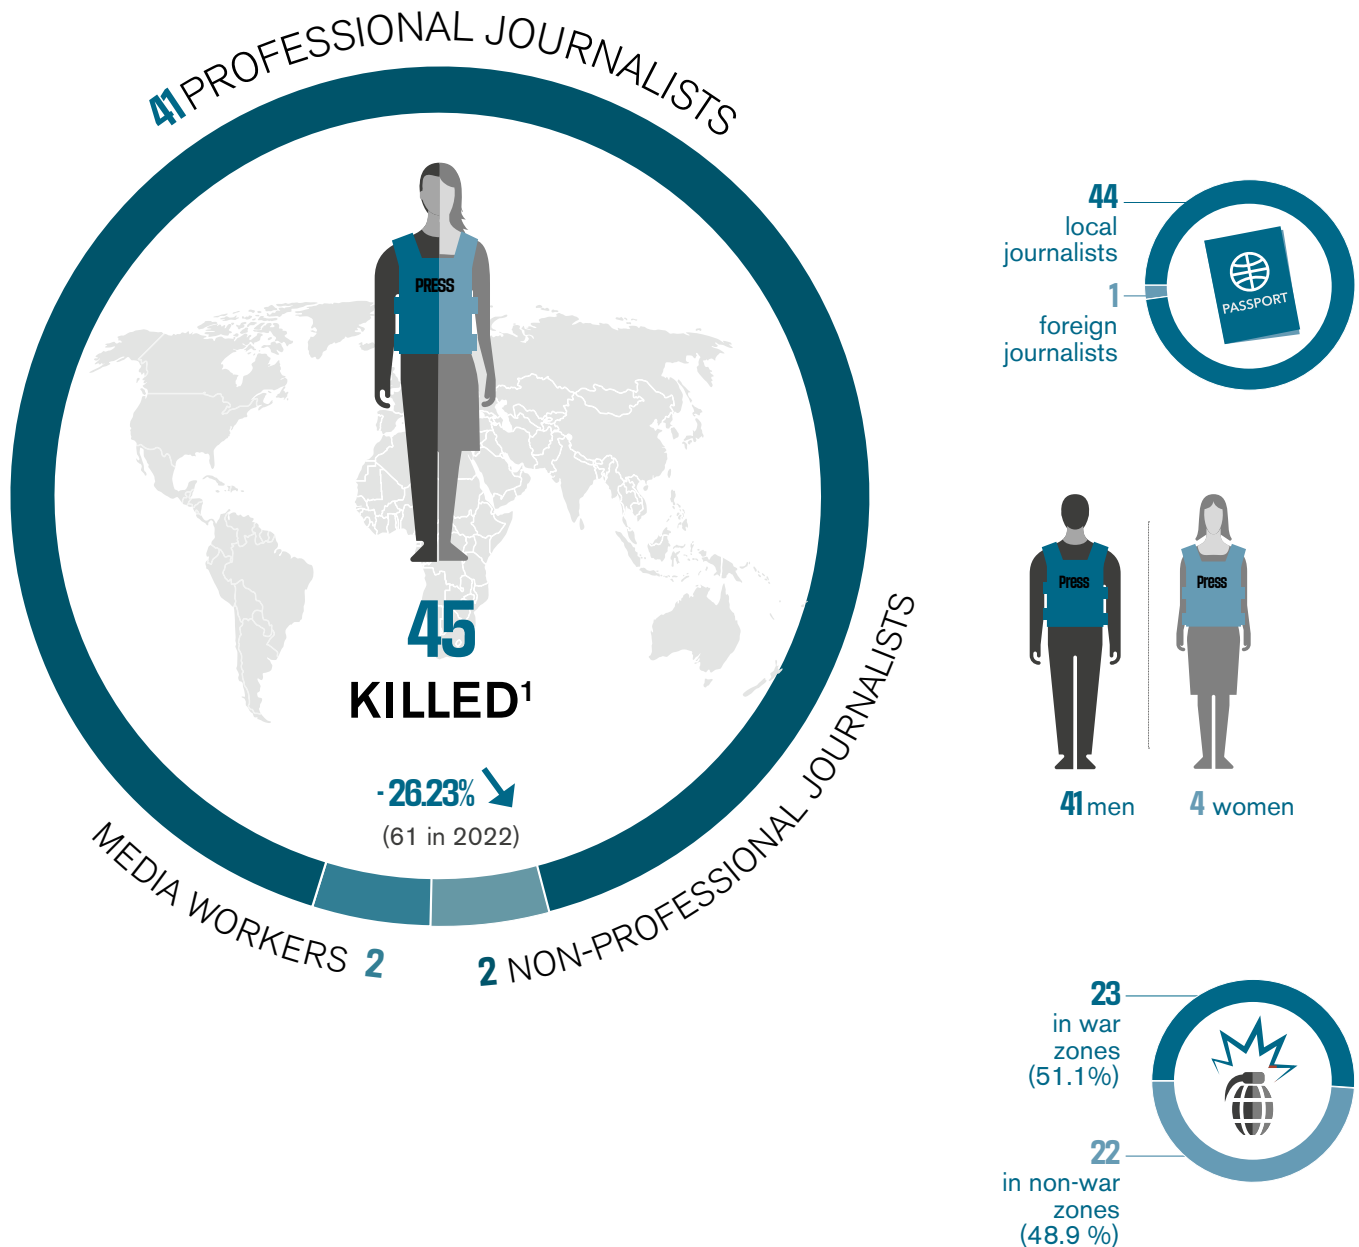 41 PROFESSIONAL JOURNALISTS
PRESS
45
KILLED¹
- 26.23%
(61 in 2022)
MEDIA WORKERS 2
2 NON-PROFESSIONAL JOURNALISTS
44
local
journalists
1
foreign
journalists
PASSPORT
Press
Press
41 men
4 women
23
in war
zones
(51.1%)
22
in non-war
zones
(48.9 %)